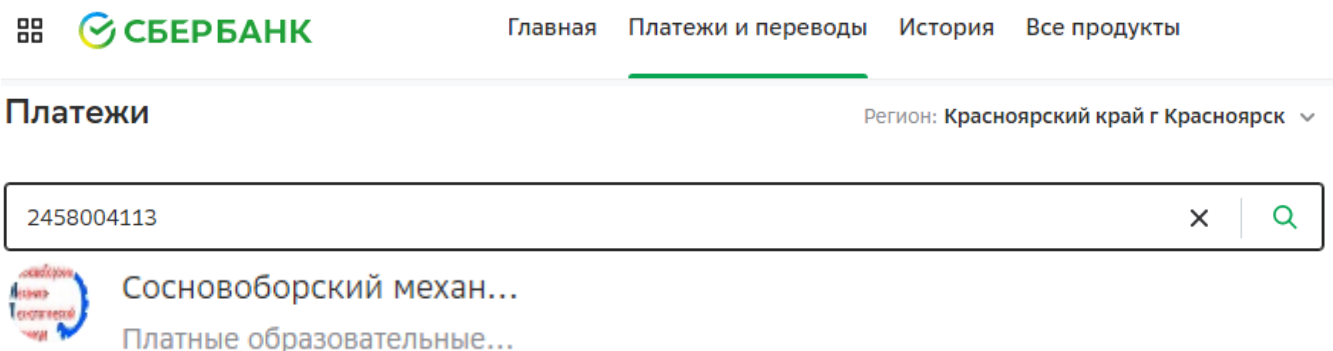 СБЕРБАНК Главная Платежи и переводы История Все продукты
Платежи Регион: Красноярский край г Красноярск
2458004113
Сосновоборский механ...
Платные образовательные...